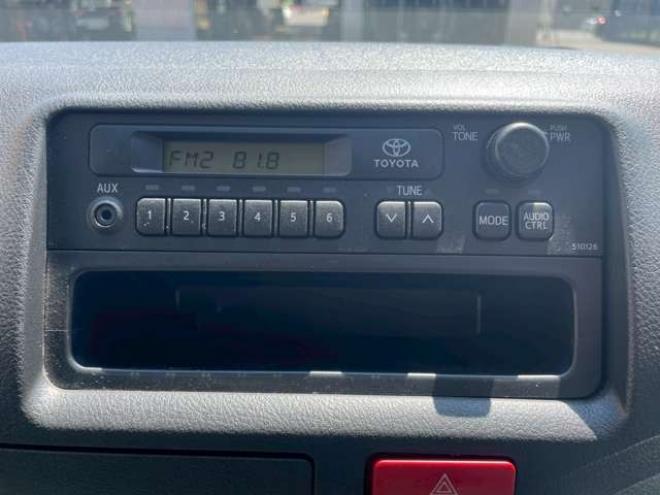 FM2 81.8
TOYOTA
VOL
TONE
PUSH
PWR
AUX
1 2 3 4 5 6
TUNE
MODE
AUDIO
CTRL
510126